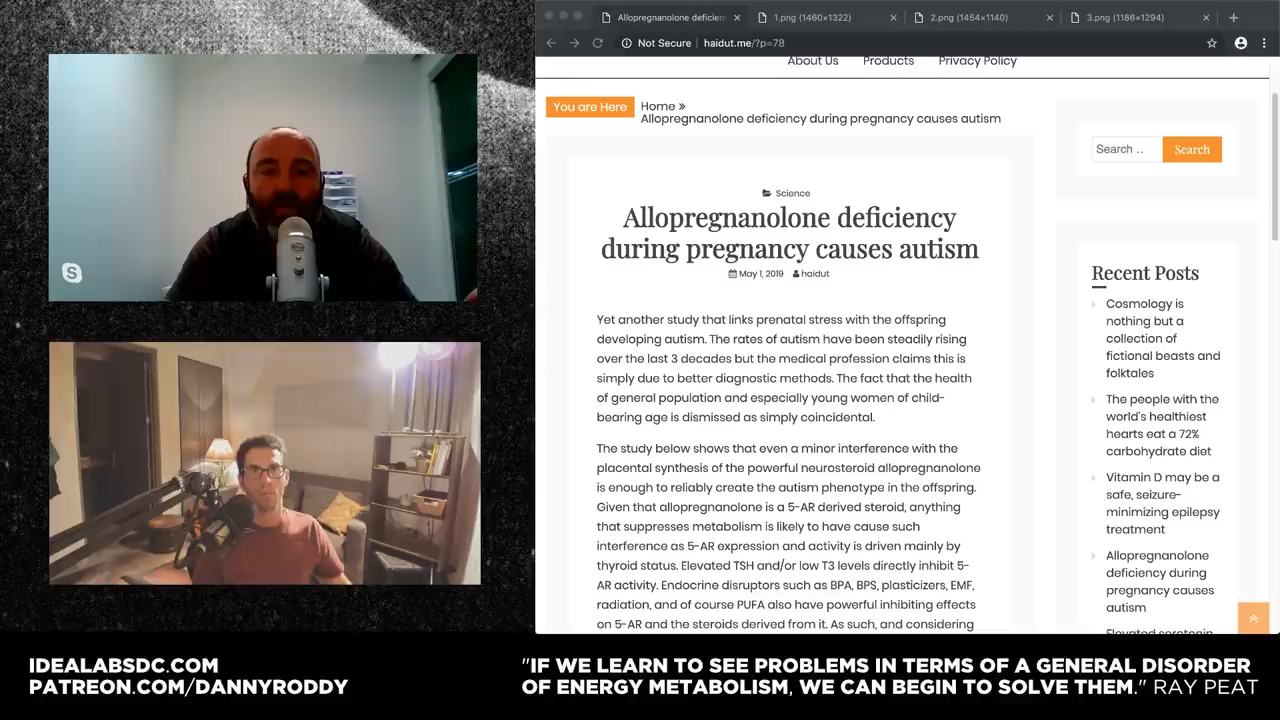 Allopregnanolone deficien
1.png (1460×1322)
2.png (1454×1140)
3.png (1186×1294)
Not Secure
haidut.me/?p=78
About Us
Products
Privacy Policy
You are Here
Home »
Allopregnanolone deficiency during pregnancy causes autism
Science
Allopregnanolone deficiency
during pregnancy causes autism
May 1, 2019 haidut
Yet another study that links prenatal stress with the offspring
developing autism. The rates of autism have been steadily rising
over the last 3 decades but the medical profession claims this is
simply due to better diagnostic methods. The fact that the health
of general population and especially young women of child-
bearing age is dismissed as simply coincidental.
The study below shows that even a minor interference with the
placental synthesis of the powerful neurosteroid allopregnanolone
is enough to reliably create the autism phenotype in the offspring.
Given that allopregnanolone is a 5-AR derived steroid, anything
that suppresses metabolism is likely to have cause such
interference as 5-AR expression and activity is driven mainly by
thyroid status. Elevated TSH and/or low T3 levels directly inhibit 5-
AR activity. Endocrine disruptors such as BPA, BPS, plasticizers, EMF,
radiation, and of course PUFA also have powerful inhibiting effects
on 5-AR and the steroids derived from it. As such, and considering
Search ..
Search
Recent Posts
Cosmology is
nothing but a
collection of
fictional beasts and
folktales
The people with the
world's healthiest
hearts eat a 72%
carbohydrate diet
Vitamin D may be a
safe, seizure-
minimizing epilepsy
treatment
Allopregnanolone
deficiency during
pregnancy causes
autism
Elevated serotonin
IDEALABSDC.COM
PATREON.COM/DANNYRODDY
"IF WE LEARN TO SEE PROBLEMS IN TERMS OF A GENERAL DISORDER
OF ENERGY METABOLISM, WE CAN BEGIN TO SOLVE THEM." RAY PEAT